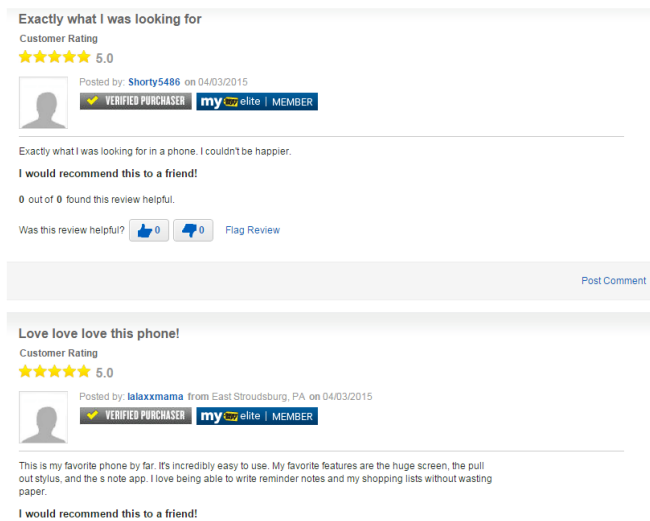 Exactly what I was looking for
Customer Rating
5.0
Posted by: Shorty5486 on 04/03/2015
VERIFIED PURCHASER my BEST BUY elite | MEMBER
Exactly what I was looking for in a phone. I couldn't be happier.
I would recommend this to a friend!
0 out of 0 found this review helpful.
Was this review helpful? 0 0 Flag Review
Post Comment
Love love love this phone!
Customer Rating
5.0
Posted by: lalaxxmama from East Stroudsburg, PA on 04/03/2015
VERIFIED PURCHASER my BEST BUY elite | MEMBER
This is my favorite phone by far. It's incredibly easy to use. My favorite features are the huge screen, the pull
out stylus, and the s note app. I love being able to write reminder notes and my shopping lists without wasting
paper.
I would recommend this to a friend!